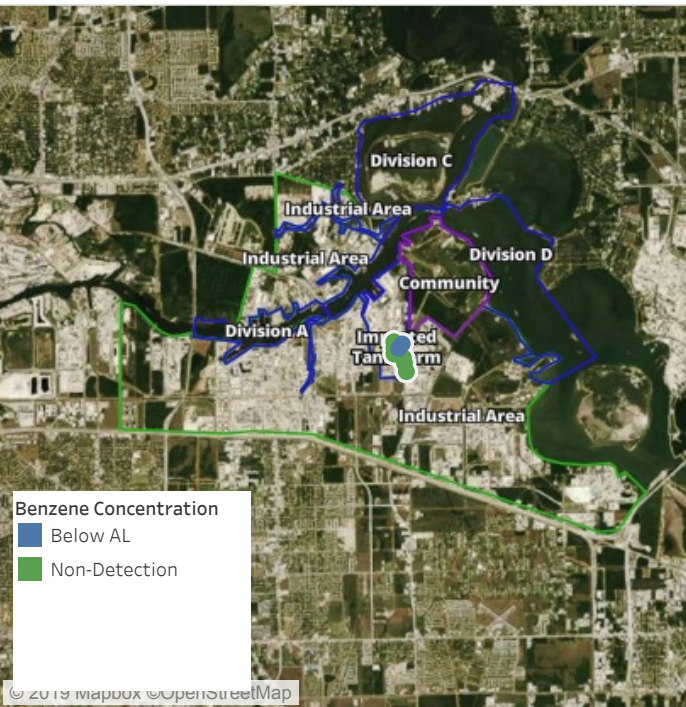 Division C
Industrial Area
Industrial Area
Division D
Community
Division A
Tan
Industrial Area
Benzene Concentration
Below AL
Non-Detection
© 2019 Mapbox ©OpenStreetMap